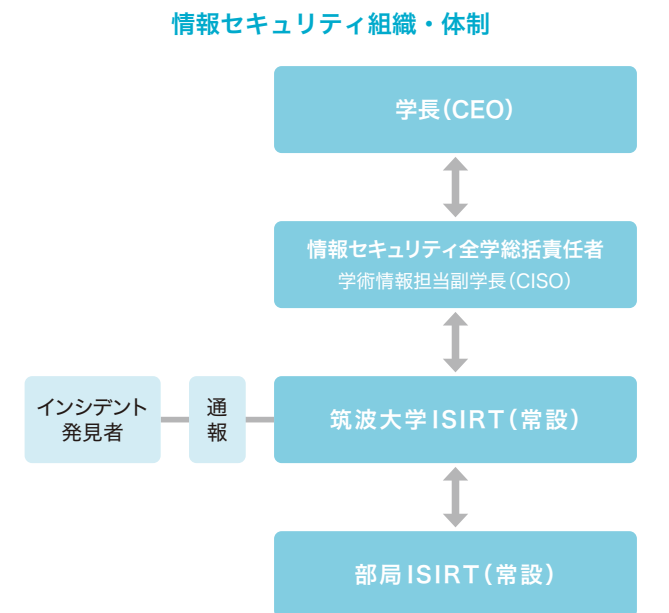 情報セキュリティ組織・体制
学長(CEO)
情報セキュリティ全学総括責任者
学術情報担当副学長(CISO)
インシデント
発見者
通
報
筑波大学ISIRT(常設)
部局ISIRT(常設)